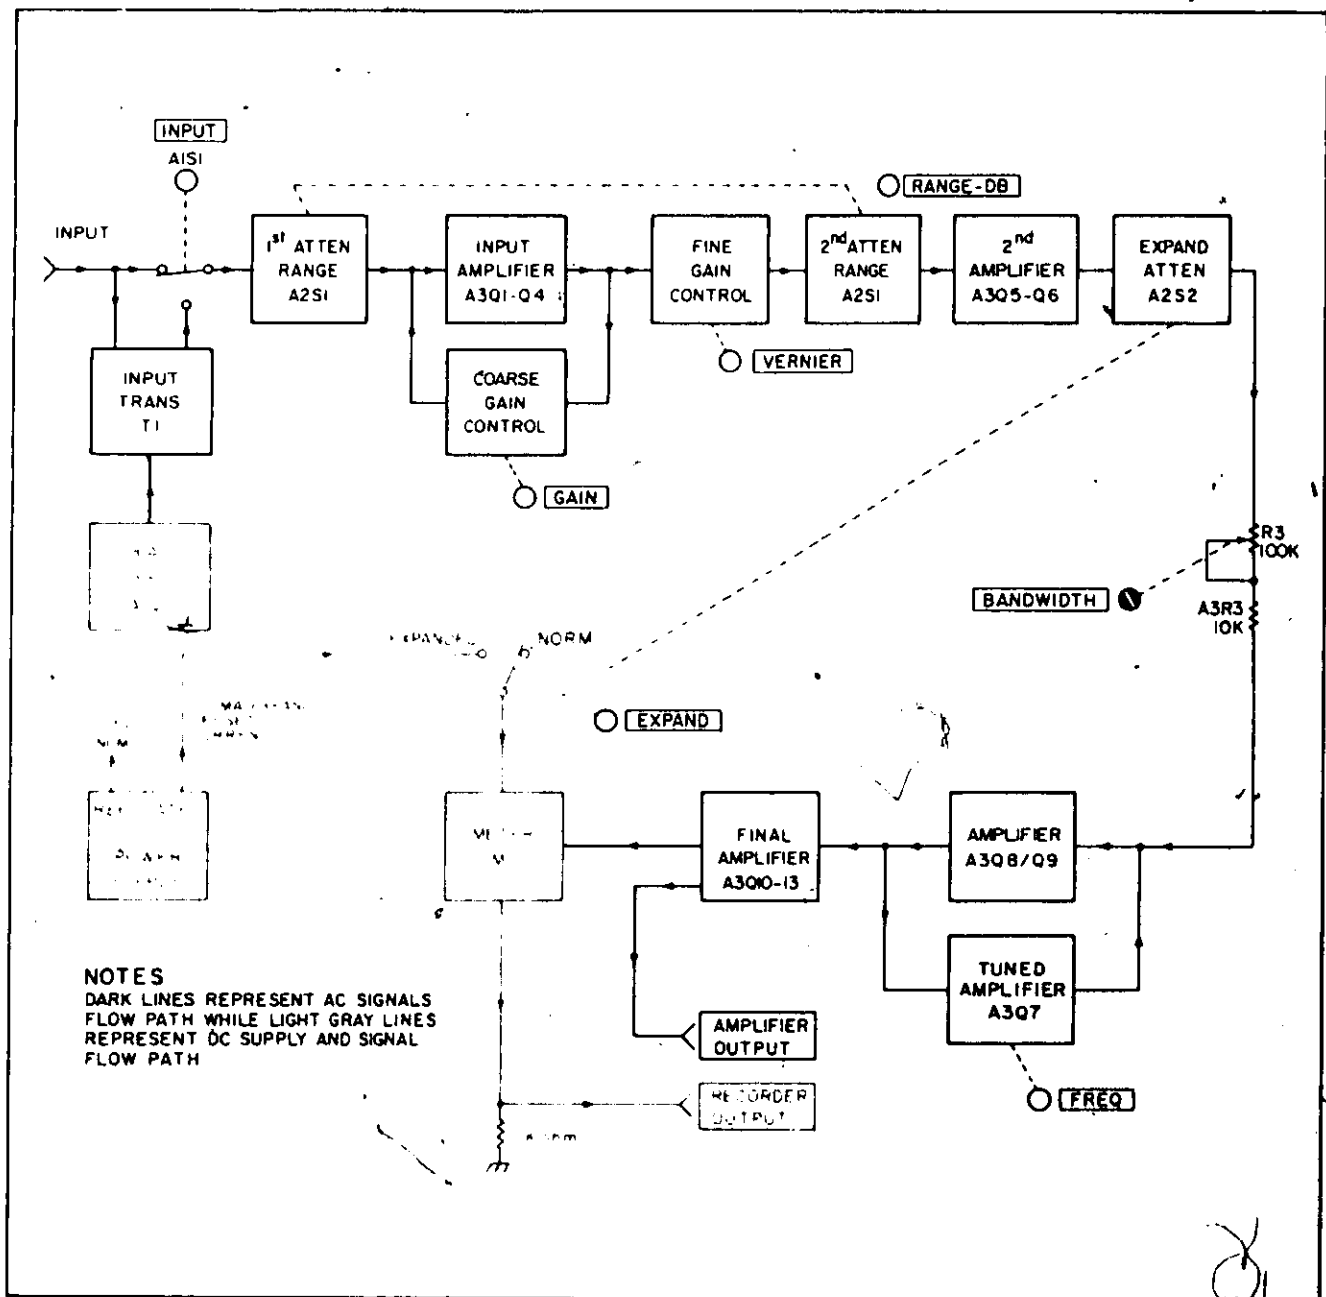 INPUT
A1S1
INPUT
1st ATTEN
RANGE
A2S1
INPUT
AMPLIFIER
A3Q1-Q4
FINE
GAIN
CONTROL
2nd ATTEN
RANGE
A2S1
RANGE-DB
2nd
AMPLIFIER
A3Q5-Q6
EXPAND
ATTEN
A2S2
INPUT
TRANS
T1
COARSE
GAIN
CONTROL
VERNIER
GAIN
R3
100K
BANDWIDTH
A3R3
10K
NORM
EXPAND
METER
FINAL
AMPLIFIER
A3Q10-13
AMPLIFIER
A3Q8/Q9
TUNED
AMPLIFIER
A3Q7
NOTES
DARK LINES REPRESENT AC SIGNALS
FLOW PATH WHILE LIGHT GRAY LINES
REPRESENT DC SUPPLY AND SIGNAL
FLOW PATH
AMPLIFIER
OUTPUT
RECORDER
OUTPUT
FREQ